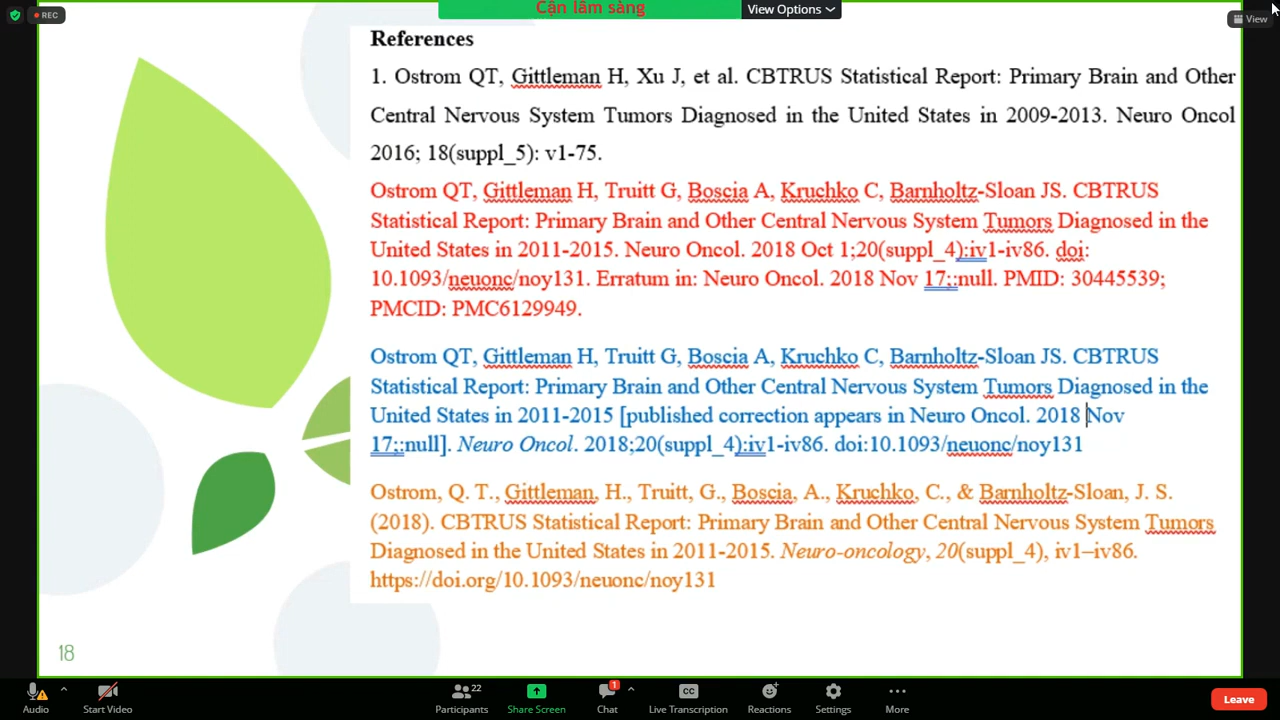 REC
Cận lâm sàng
View Options
View
References
1. Ostrom QT, Gittleman H, Xu J, et al. CBTRUS Statistical Report: Primary Brain and Other
Central Nervous System Tumors Diagnosed in the United States in 2009-2013. Neuro Oncol
2016; 18(suppl_5): v1-75.
Ostrom QT, Gittleman H, Truitt G, Boscia A, Kruchko C, Barnholtz-Sloan JS. CBTRUS
Statistical Report: Primary Brain and Other Central Nervous System Tumors Diagnosed in the
United States in 2011-2015. Neuro Oncol. 2018 Oct 1;20(suppl_4):iv1-iv86. doi:
10.1093/neuonc/noy131. Erratum in: Neuro Oncol. 2018 Nov 17;:null. PMID: 30445539;
PMCID: PMC6129949.
Ostrom QT, Gittleman H, Truitt G, Boscia A, Kruchko C, Barnholtz-Sloan JS. CBTRUS
Statistical Report: Primary Brain and Other Central Nervous System Tumors Diagnosed in the
United States in 2011-2015 [published correction appears in Neuro Oncol. 2018 Nov
17;:null]. Neuro Oncol. 2018;20(suppl_4):iv1-iv86. doi:10.1093/neuonc/noy131
Ostrom, Q. T., Gittleman, H., Truitt, G., Boscia, A., Kruchko, C., & Barnholtz-Sloan, J. S.
(2018). CBTRUS Statistical Report: Primary Brain and Other Central Nervous System Tumors
Diagnosed in the United States in 2011-2015. Neuro-oncology, 20(suppl_4), iv1–iv86.
https://doi.org/10.1093/neuonc/noy131
18
Audio
Start Video
Participants 22
Share Screen
Chat 1
CC Live Transcription
Reactions
Settings
More
Leave